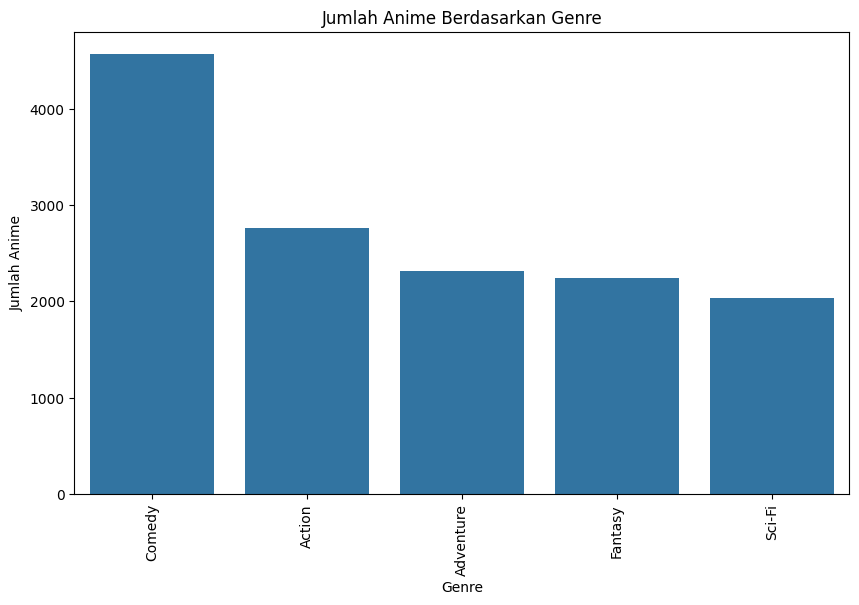 Jumlah Anime Berdasarkan Genre
Jumlah Anime
4000
3000
2000
1000
0
Comedy
Action
Adventure
Fantasy
Sci-Fi
Genre